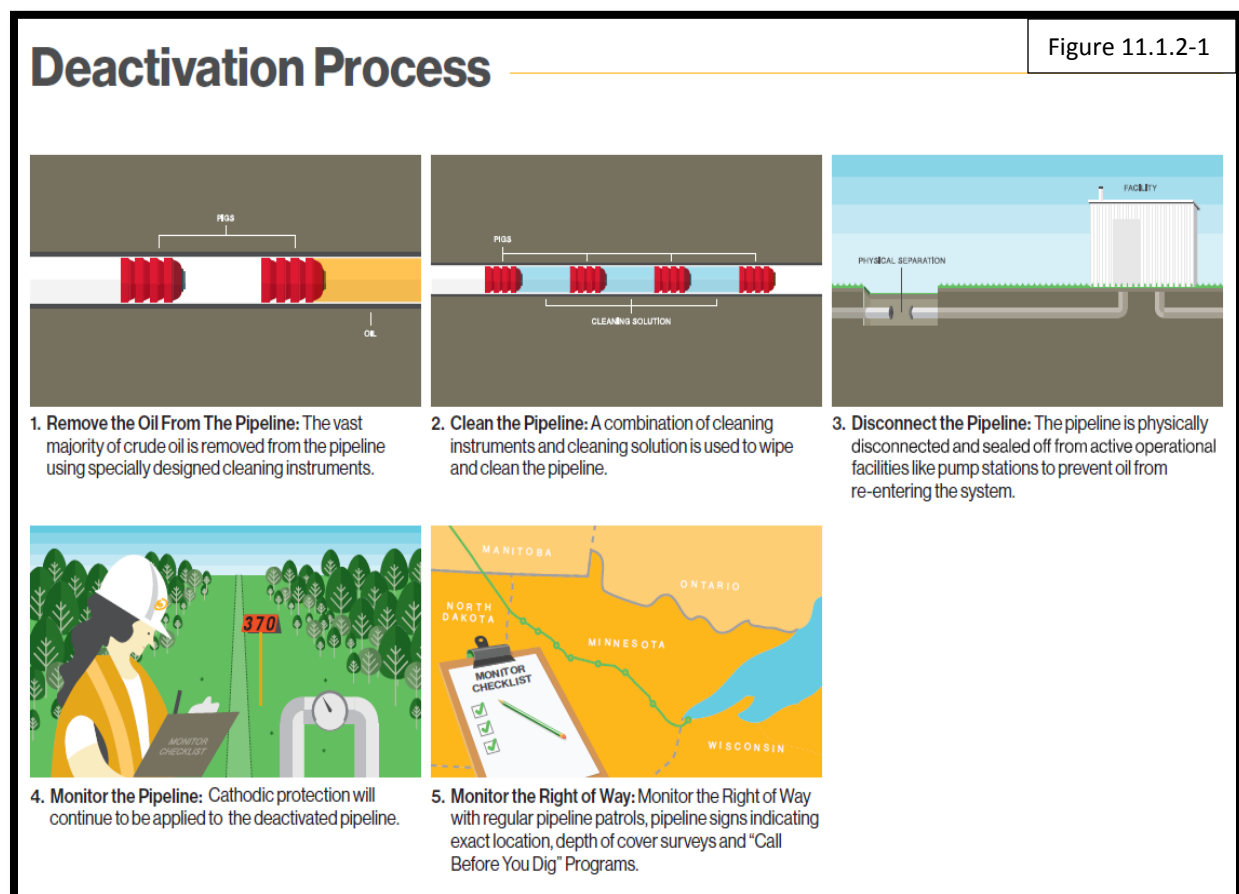 Deactivation Process
Figure 11.1.2-1
PIGS
OIL
PIGS
CLEANING SOLUTION
FACILITY
PHYSICAL SEPARATION
1. Remove the Oil From The Pipeline: The vast
majority of crude oil is removed from the pipeline
using specially designed cleaning instruments.
2. Clean the Pipeline: A combination of cleaning
instruments and cleaning solution is used to wipe
and clean the pipeline.
3. Disconnect the Pipeline: The pipeline is physically
disconnected and sealed off from active operational
facilities like pump stations to prevent oil from
re-entering the system.
370
MONITOR
CHECKLIST
MANITOBA
ONTARIO
NORTH
DAKOTA
MINNESOTA
MONITOR
CHECKLIST
WISCONSIN
4. Monitor the Pipeline: Cathodic protection will
continue to be applied to the deactivated pipeline.
5. Monitor the Right of Way: Monitor the Right of Way
with regular pipeline patrols, pipeline signs indicating
exact location, depth of cover surveys and “Call
Before You Dig” Programs.